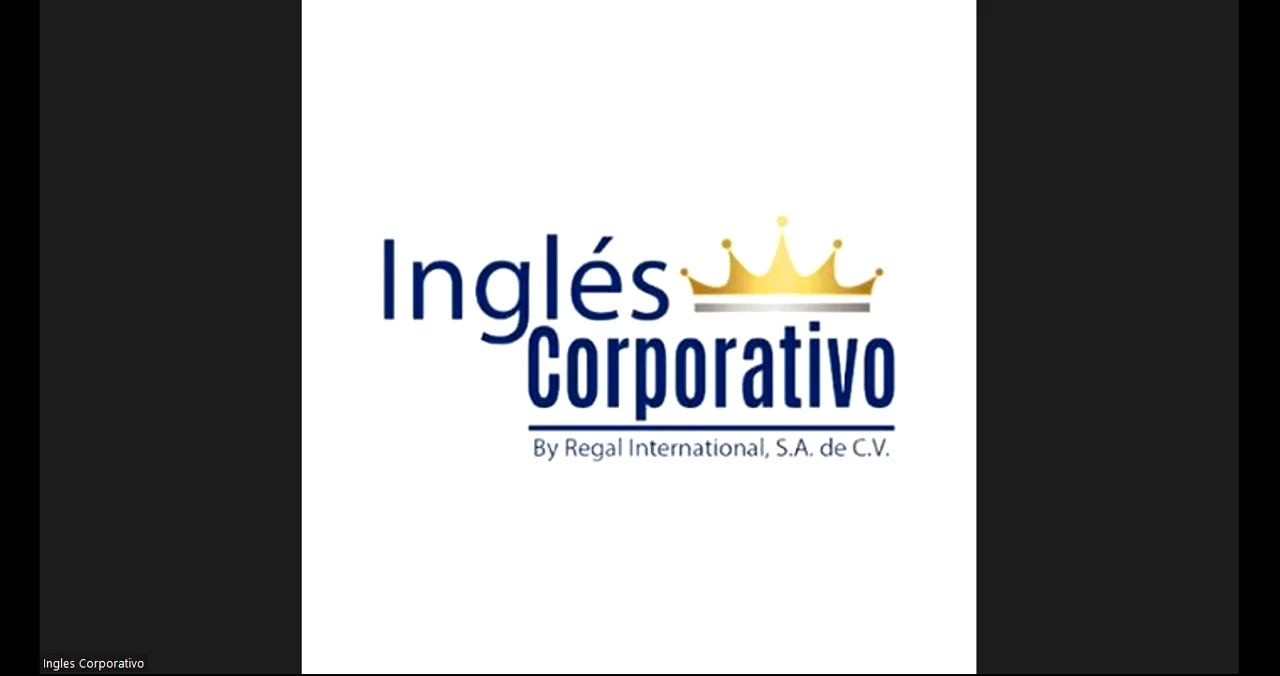 Inglés
Corporativo
By Regal International, S.A. de C.V.
Ingles Corporativo